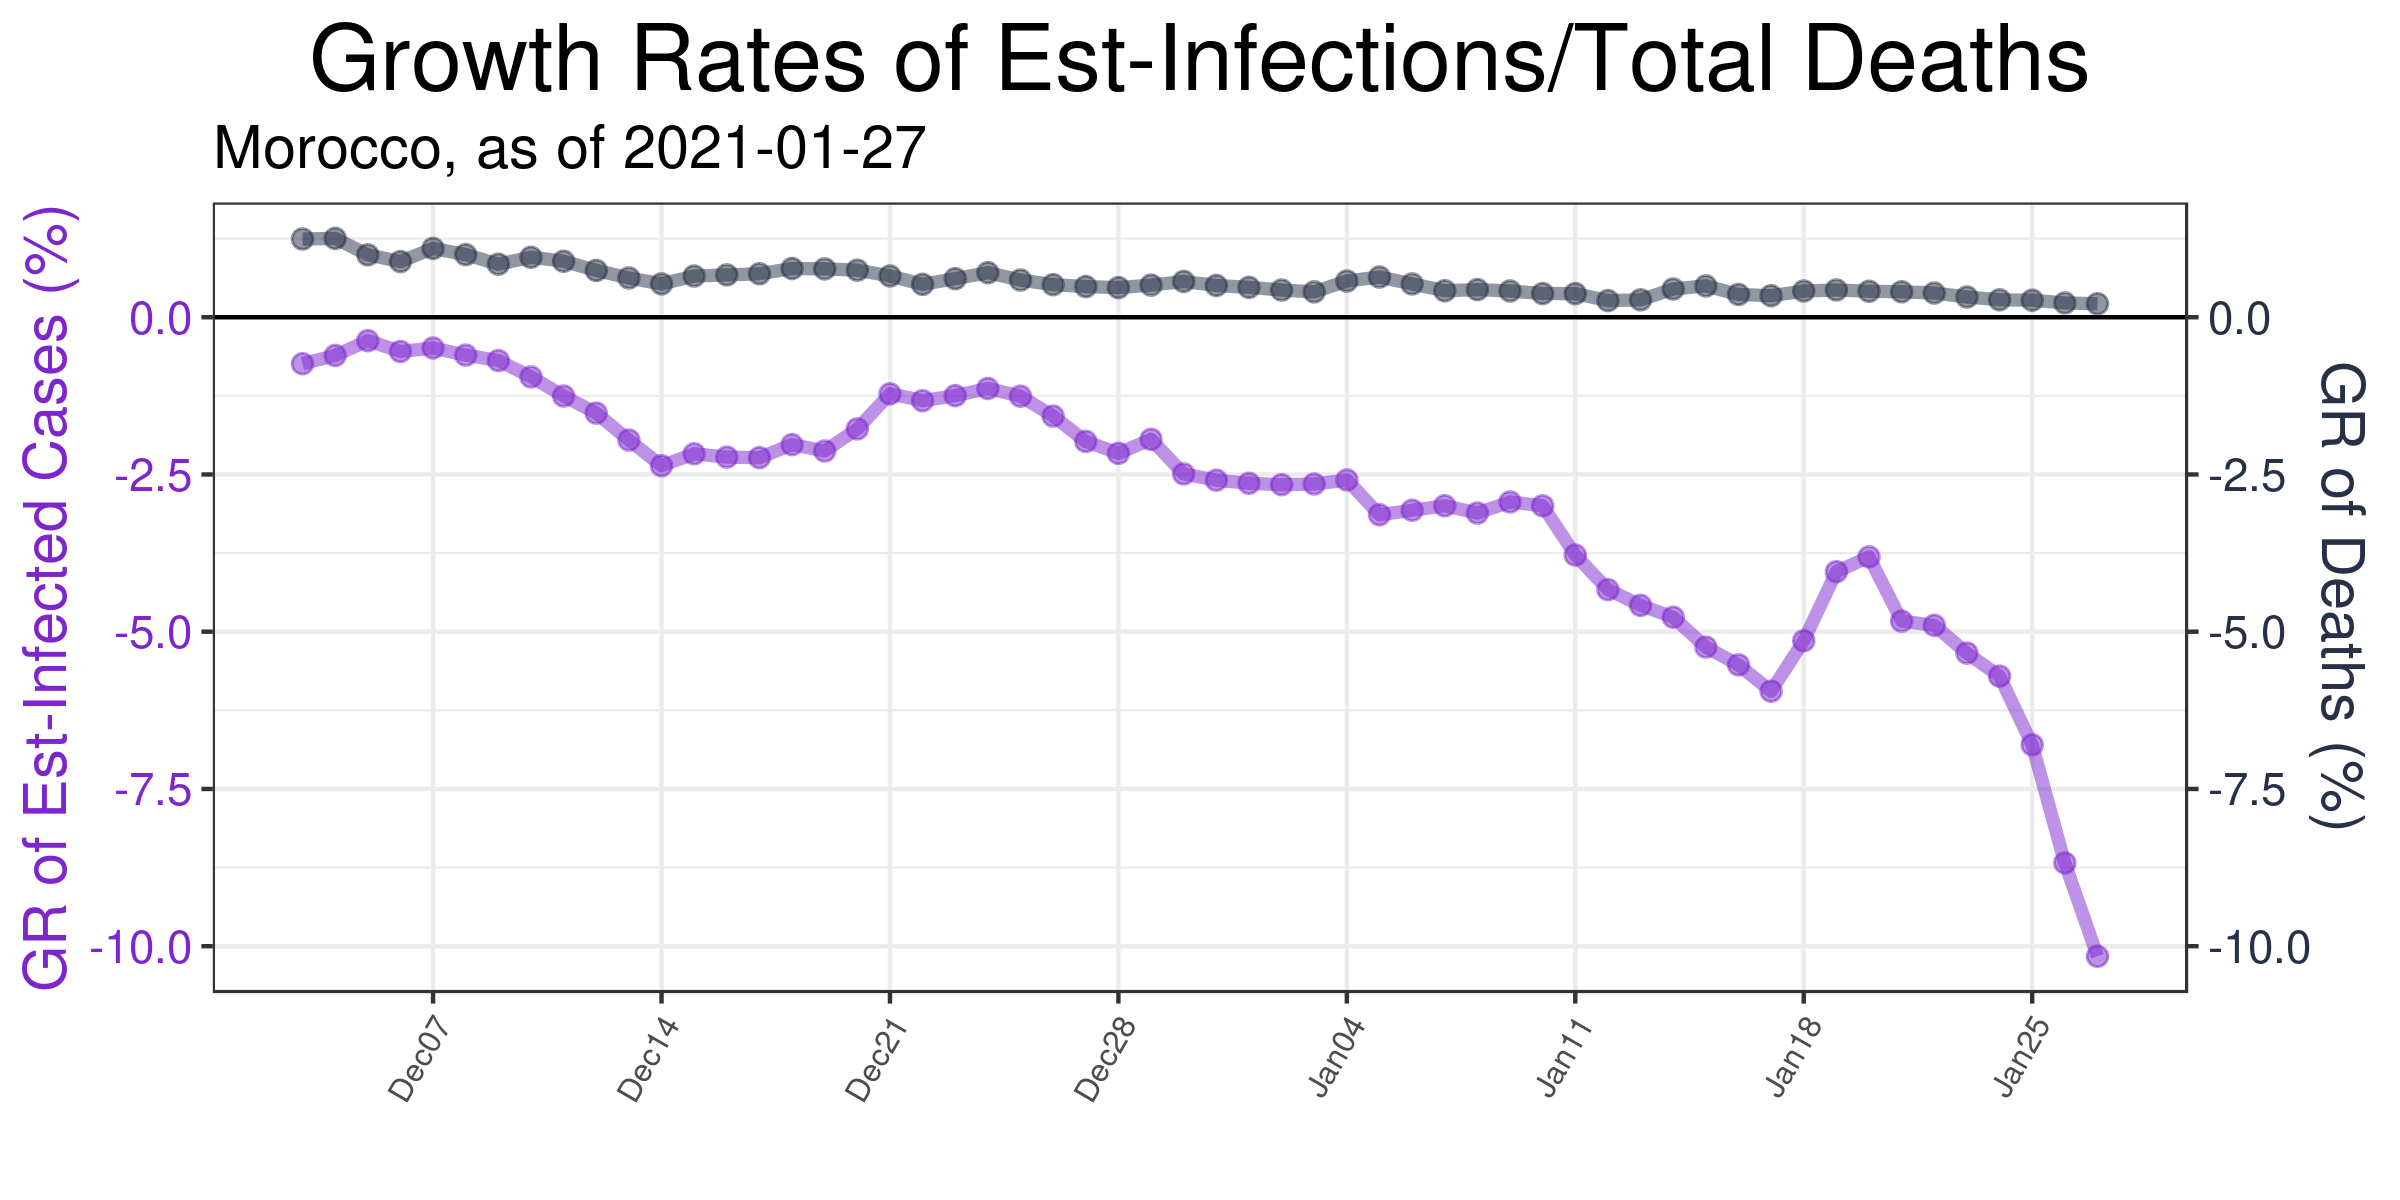 Growth Rates of Est-Infections/Total Deaths
Morocco, as of 2021-01-27
GR of Est-Infected Cases (%)
0.0
-2.5
-5.0
-7.5
-10.0
0.0
-2.5
-5.0
-7.5
-10.0
GR of Deaths (%)
Dec07
Dec14
Dec21
Dec28
Jan04
Jan11
Jan18
Jan25